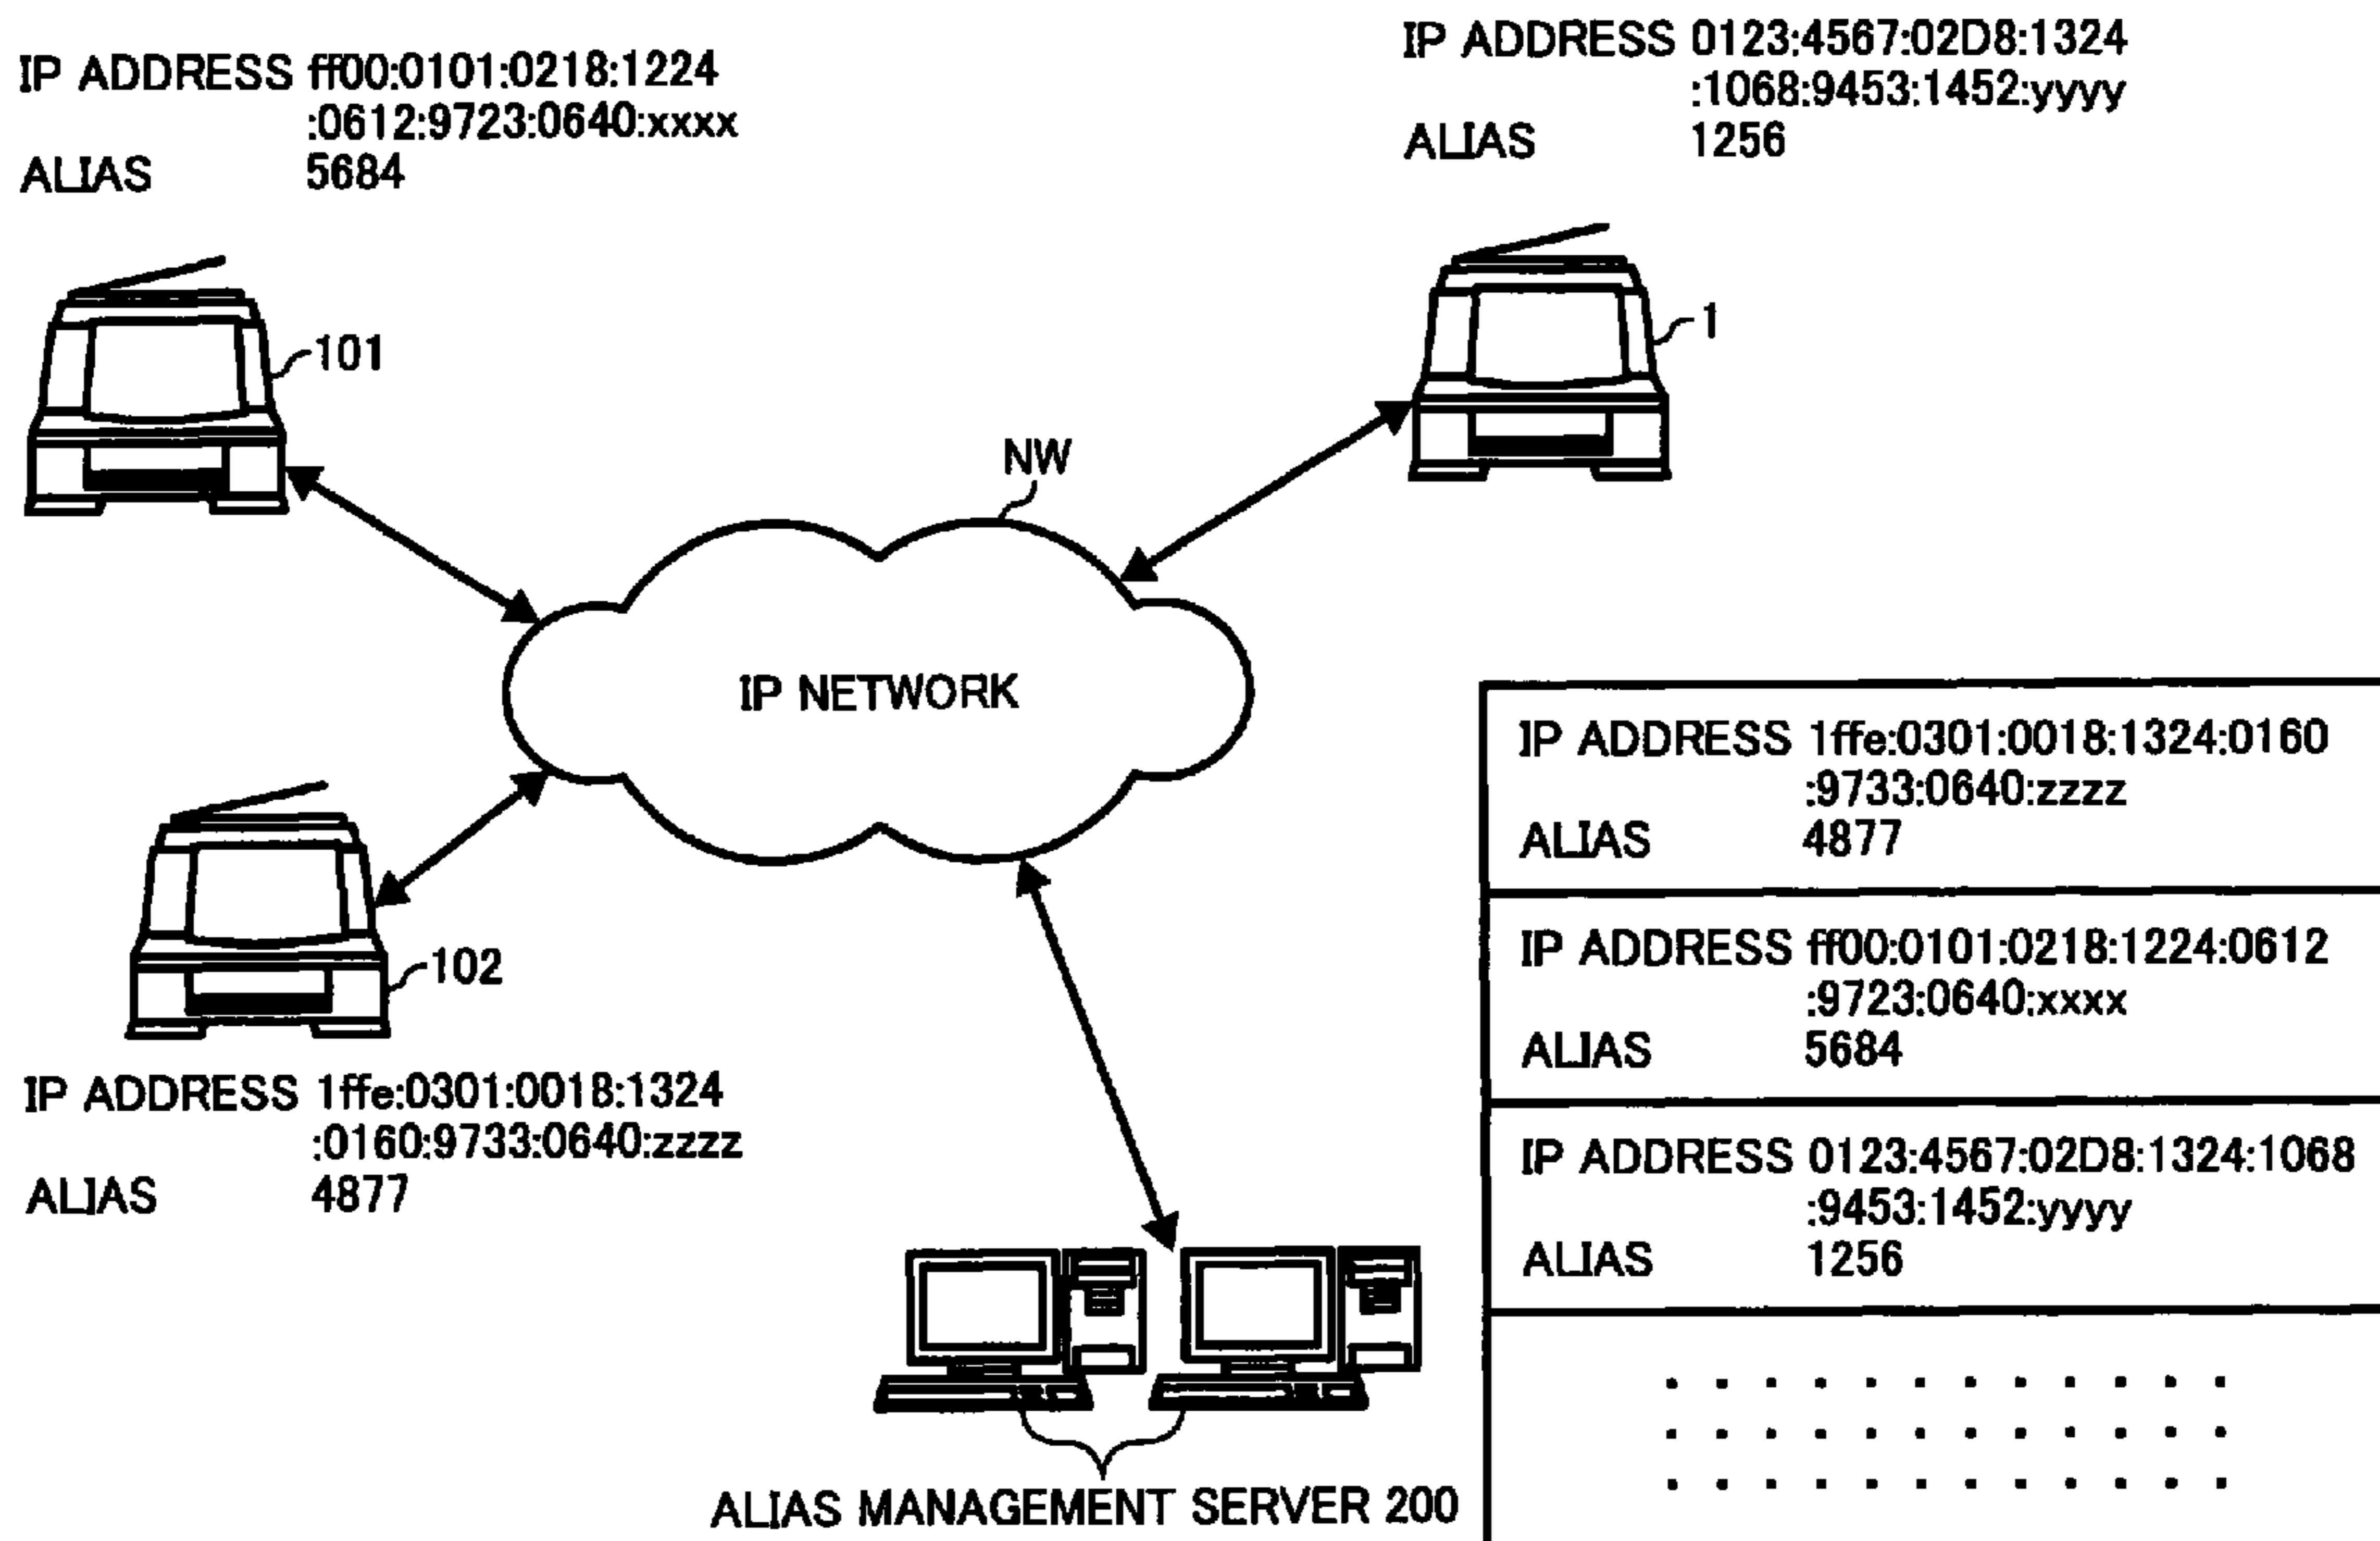 IP ADDRESS ff00:0101:0218:1224
:0612:9723:0640:xxxx
ALIAS 5684
IP ADDRESS 0123:4567:02D8:1324
:1068:9453:1452:yyyy
ALIAS 1256
101
1
NW
IP NETWORK
102
IP ADDRESS 1ffe:0301:0018:1324
:0160:9733:0640:zzzz
ALIAS 4877
IP ADDRESS 1ffe:0301:0018:1324:0160
:9733:0640:zzzz
ALIAS 4877
IP ADDRESS ff00:0101:0218:1224:0612
:9723:0640:xxxx
ALIAS 5684
IP ADDRESS 0123:4567:02D8:1324:1068
:9453:1452:yyyy
ALIAS 1256
ALIAS MANAGEMENT SERVER 200